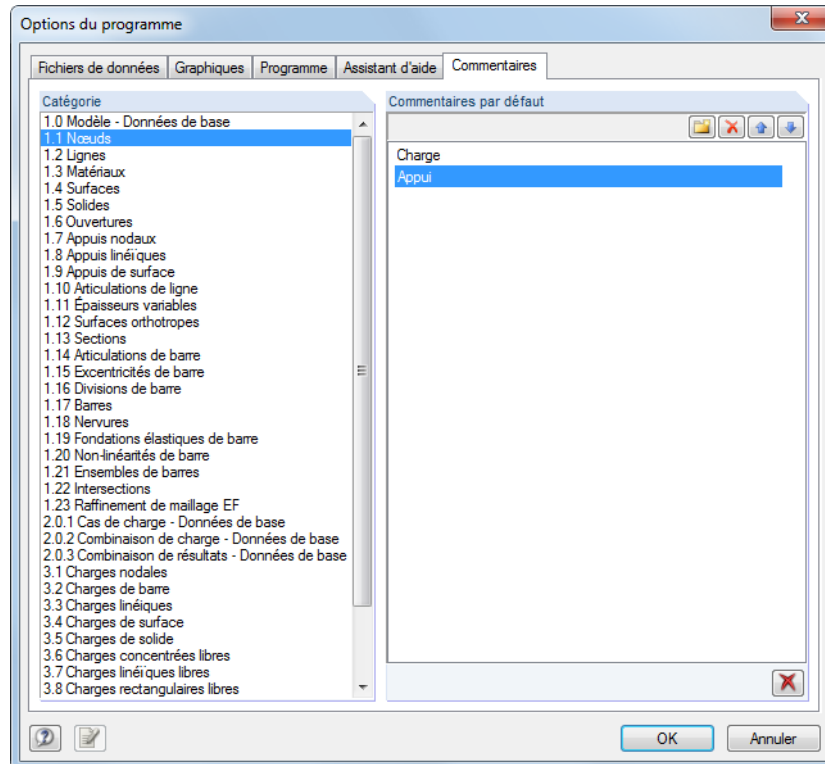 Options du programme
Fichiers de données Graphiques Programme Assistant d'aide Commentaires
Catégorie
1.0 Modèle - Données de base
1.1 Nœuds
1.2 Lignes
1.3 Matériaux
1.4 Surfaces
1.5 Solides
1.6 Ouvertures
1.7 Appuis nodaux
1.8 Appuis linéïques
1.9 Appuis de surface
1.10 Articulations de ligne
1.11 Épaisseurs variables
1.12 Surfaces orthotropes
1.13 Sections
1.14 Articulations de barre
1.15 Excentricités de barre
1.16 Divisions de barre
1.17 Barres
1.18 Nervures
1.19 Fondations élastiques de barre
1.20 Non-linéarités de barre
1.21 Ensembles de barres
1.22 Intersections
1.23 Raffinement de maillage EF
2.0.1 Cas de charge - Données de base
2.0.2 Combinaison de charge - Données de base
2.0.3 Combinaison de résultats - Données de base
3.1 Charges nodales
3.2 Charges de barre
3.3 Charges linéiques
3.4 Charges de surface
3.5 Charges de solide
3.6 Charges concentrées libres
3.7 Charges linéïques libres
3.8 Charges rectangulaires libres
Commentaires par défaut
Charge
Appui
OK Annuler